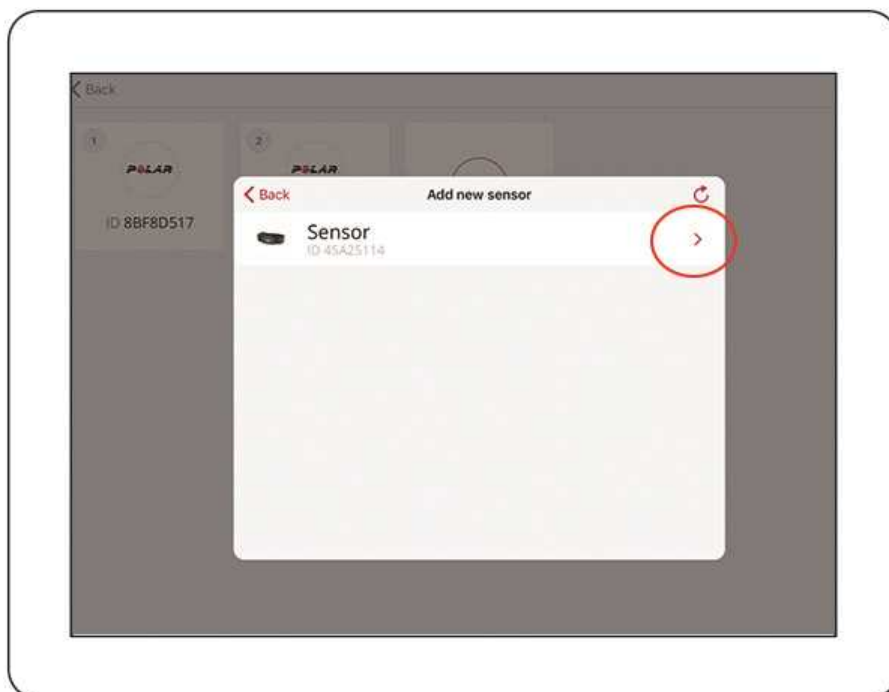 Back
1
2
POLAR
POLAR
ID 8BF8D517
Back
Add new sensor
Sensor
ID 45A25114